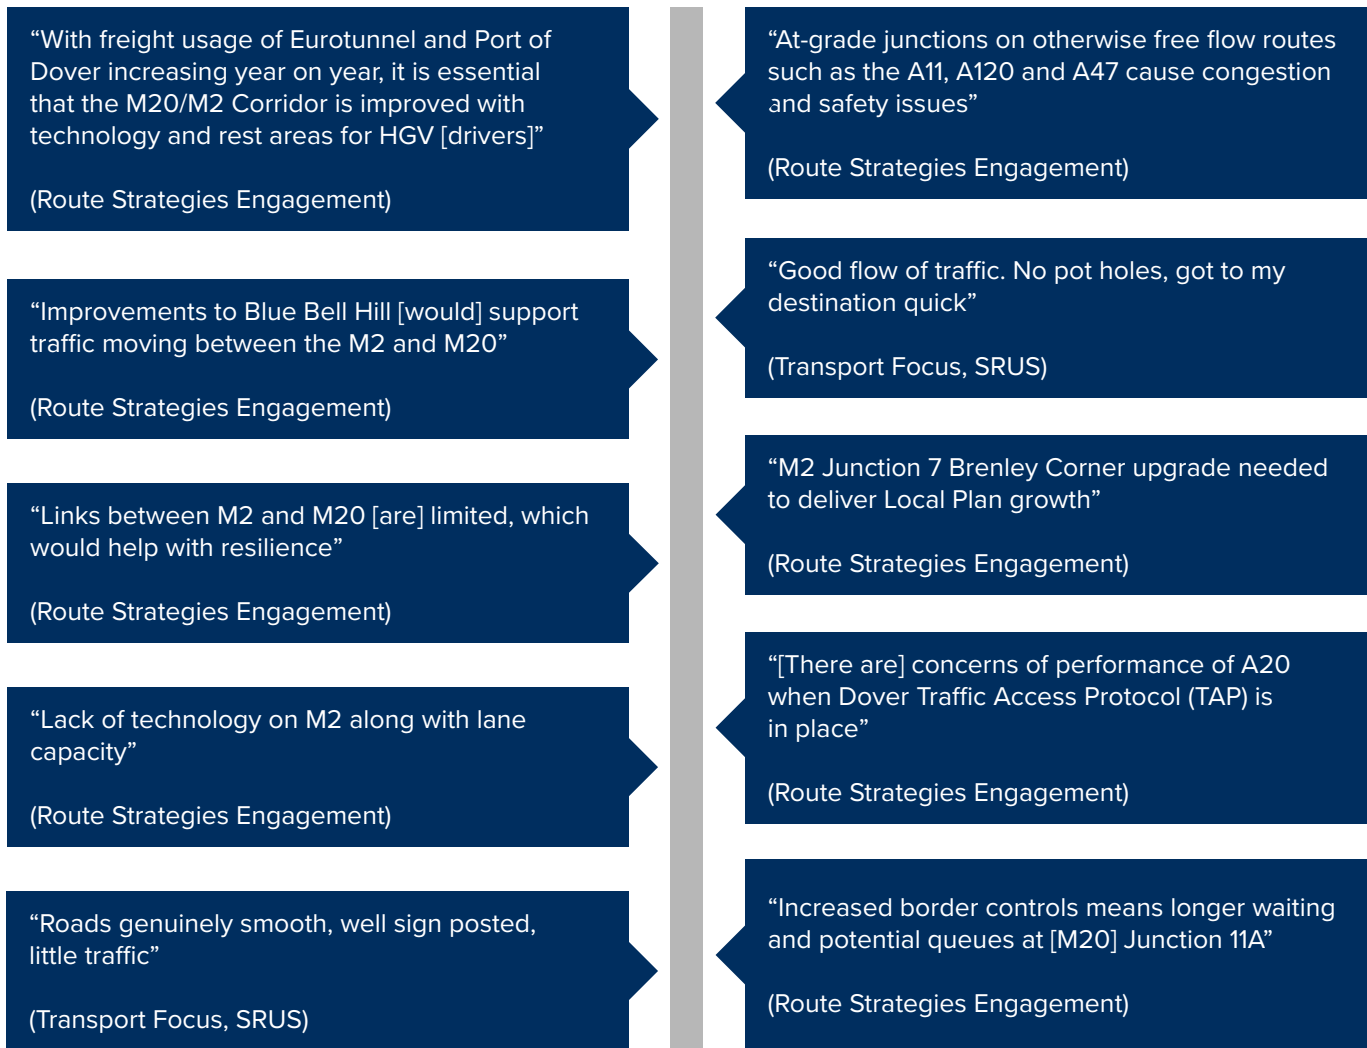 “With freight usage of Eurotunnel and Port of
Dover increasing year on year, it is essential
that the M20/M2 Corridor is improved with
technology and rest areas for HGV [drivers]”
(Route Strategies Engagement)
“Improvements to Blue Bell Hill [would] support
traffic moving between the M2 and M20”
(Route Strategies Engagement)
“Links between M2 and M20 [are] limited, which
would help with resilience”
(Route Strategies Engagement)
“Lack of technology on M2 along with lane
capacity”
(Route Strategies Engagement)
“Roads genuinely smooth, well sign posted,
little traffic”
(Transport Focus, SRUS)
“At-grade junctions on otherwise free flow routes
such as the A11, A120 and A47 cause congestion
and safety issues”
(Route Strategies Engagement)
“Good flow of traffic. No pot holes, got to my
destination quick”
(Transport Focus, SRUS)
“M2 Junction 7 Brenley Corner upgrade needed
to deliver Local Plan growth”
(Route Strategies Engagement)
“[There are] concerns of performance of A20
when Dover Traffic Access Protocol (TAP) is
in place”
(Route Strategies Engagement)
“Increased border controls means longer waiting
and potential queues at [M20] Junction 11A”
(Route Strategies Engagement)